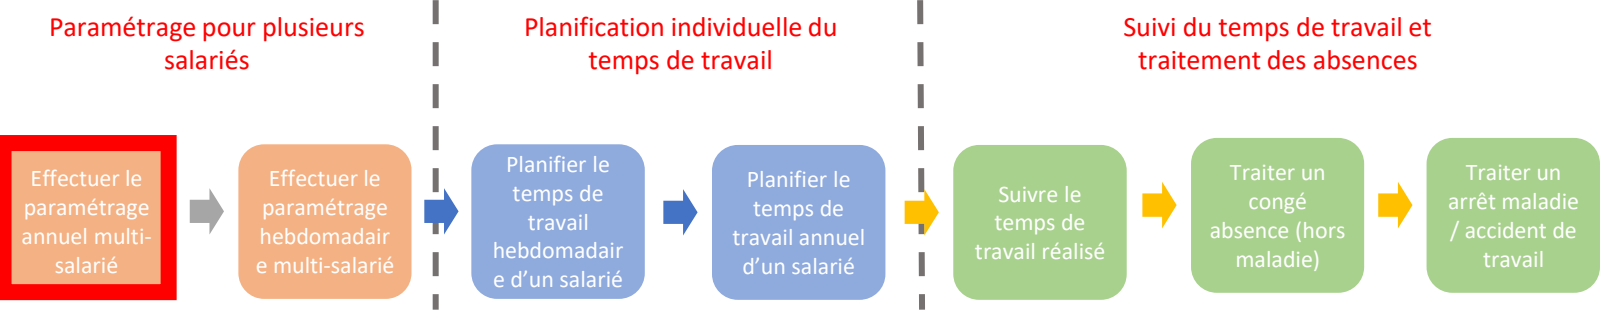 Paramétrage pour plusieurs
salariés
Planification individuelle du
temps de travail
Suivi du temps de travail et
traitement des absences
Effectuer le
paramétrage
annuel multi-
salarié
Effectuer le
paramétrage
hebdomadair
e multi-salarié
Planifier le
temps de
travail
hebdomadair
e d’un salarié
Planifier le
temps de
travail annuel
d’un salarié
Suivre le
temps de
travail réalisé
Traiter un
congé
absence (hors
maladie)
Traiter un
arrêt maladie
/ accident de
travail